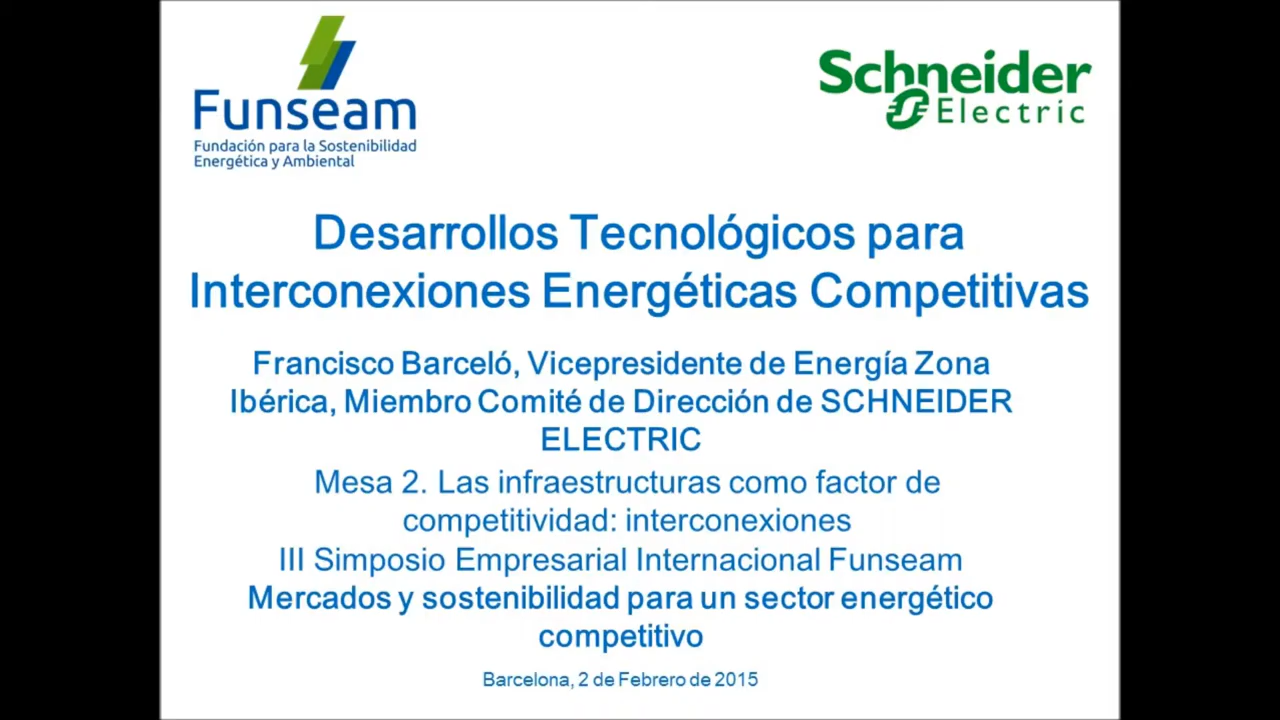 Funseam
Fundación para la Sostenibilidad
Energética y Ambiental
Schneider
Electric
Desarrollos Tecnológicos para
Interconexiones Energéticas Competitivas
Francisco Barceló, Vicepresidente de Energía Zona
Ibérica, Miembro Comité de Dirección de SCHNEIDER
ELECTRIC
Mesa 2. Las infraestructuras como factor de
competitividad: interconexiones
III Simposio Empresarial Internacional Funseam
Mercados y sostenibilidad para un sector energético
competitivo
Barcelona, 2 de Febrero de 2015